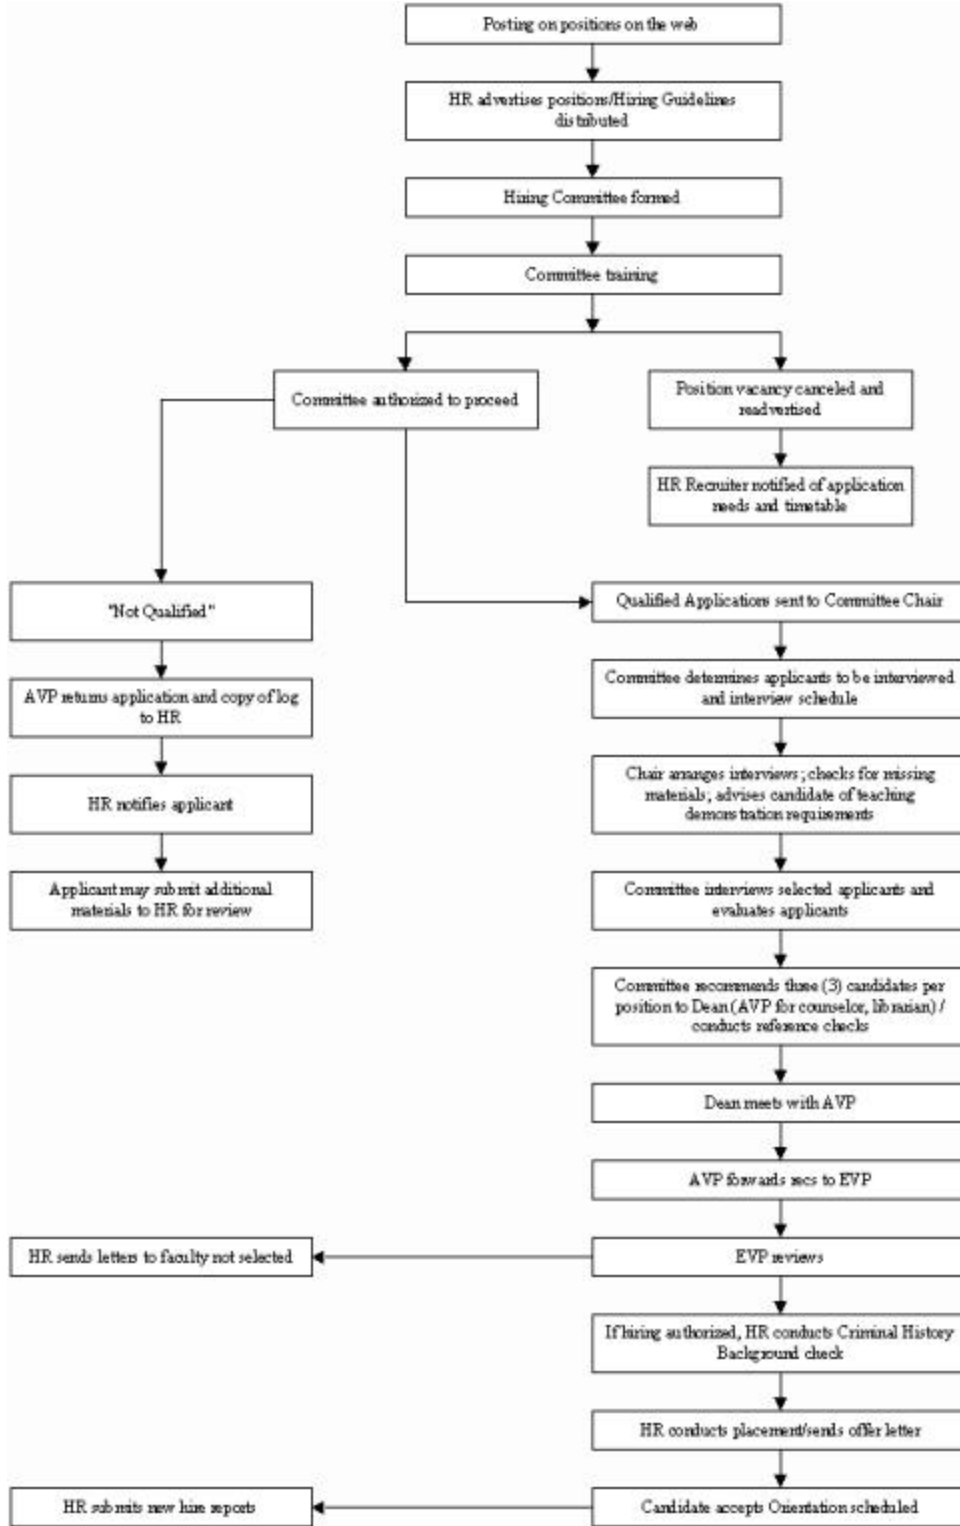 Posting on positions on the web
HR advertises positions/Hiring Guidelines
distributed
Hiring Committee formed
Committee training
Committee authorized to proceed
Position vacancy canceled and
readvertised
HR Recruiter notified of application
needs and timetable
"Not Qualified"
AVP returns application and copy of log
to HR
HR notifies applicant
Applicant may submit additional
materials to HR for review
Qualified Applications sent to Committee Chair
Committee determines applicants to be interviewed
and interview schedule
Chair arranges interviews; checks for missing
materials; advises candidate of teaching
demonstration requirements
Committee interviews selected applicants and
evaluates applicants
Committee recommends three (3) candidates per
position to Dean (AVP for counselor, librarian) /
conducts reference checks
Dean meets with AVP
AVP forwards recs to EVP
HR sends letters to faculty not selected
EVP reviews
If hiring authorized, HR conducts Criminal History
Background check
HR conducts placement/sends offer letter
HR submits new hire reports
Candidate accepts Orientation scheduled